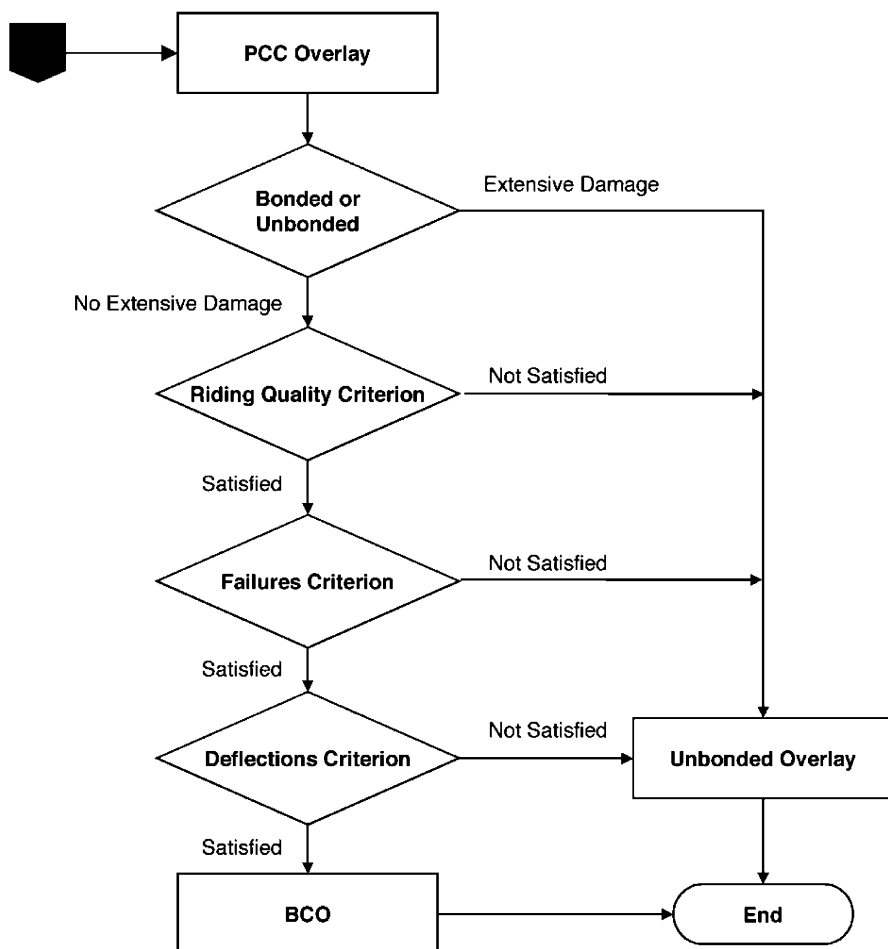 PCC Overlay
Bonded or
Unbonded
Extensive Damage
No Extensive Damage
Riding Quality Criterion
Not Satisfied
Satisfied
Failures Criterion
Not Satisfied
Satisfied
Deflections Criterion
Not Satisfied
Unbonded Overlay
Satisfied
BCO
End